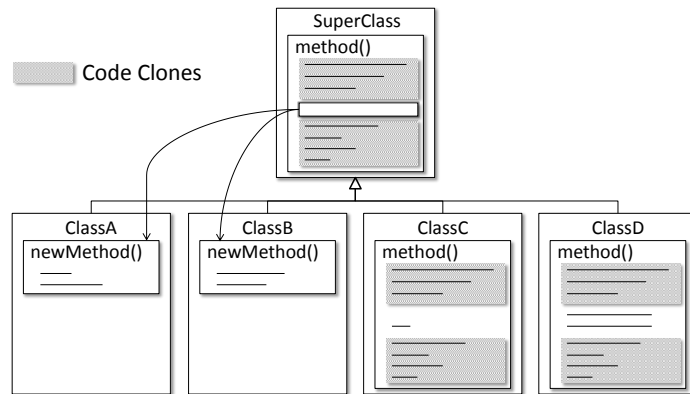 SuperClass
method()
Code Clones
ClassA
newMethod()
ClassB
newMethod()
ClassC
method()
ClassD
method()